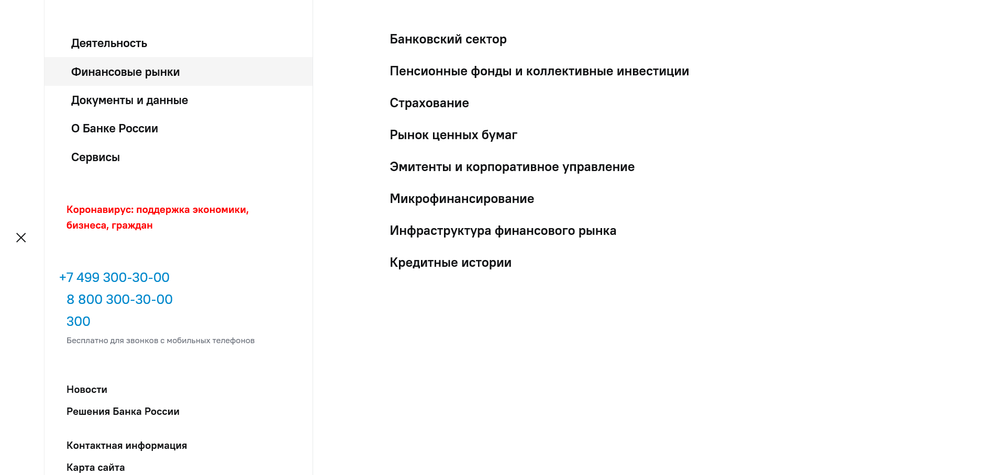 Деятельность
Финансовые рынки
Документы и данные
О Банке России
Сервисы
Коронавирус: поддержка экономики,
бизнеса, граждан
+7 499 300-30-00
8 800 300-30-00
300
Бесплатно для звонков с мобильных телефонов
Новости
Решения Банка России
Контактная информация
Карта сайта
Банковский сектор
Пенсионные фонды и коллективные инвестиции
Страхование
Рынок ценных бумаг
Эмитенты и корпоративное управление
Микрофинансирование
Инфраструктура финансового рынка
Кредитные истории